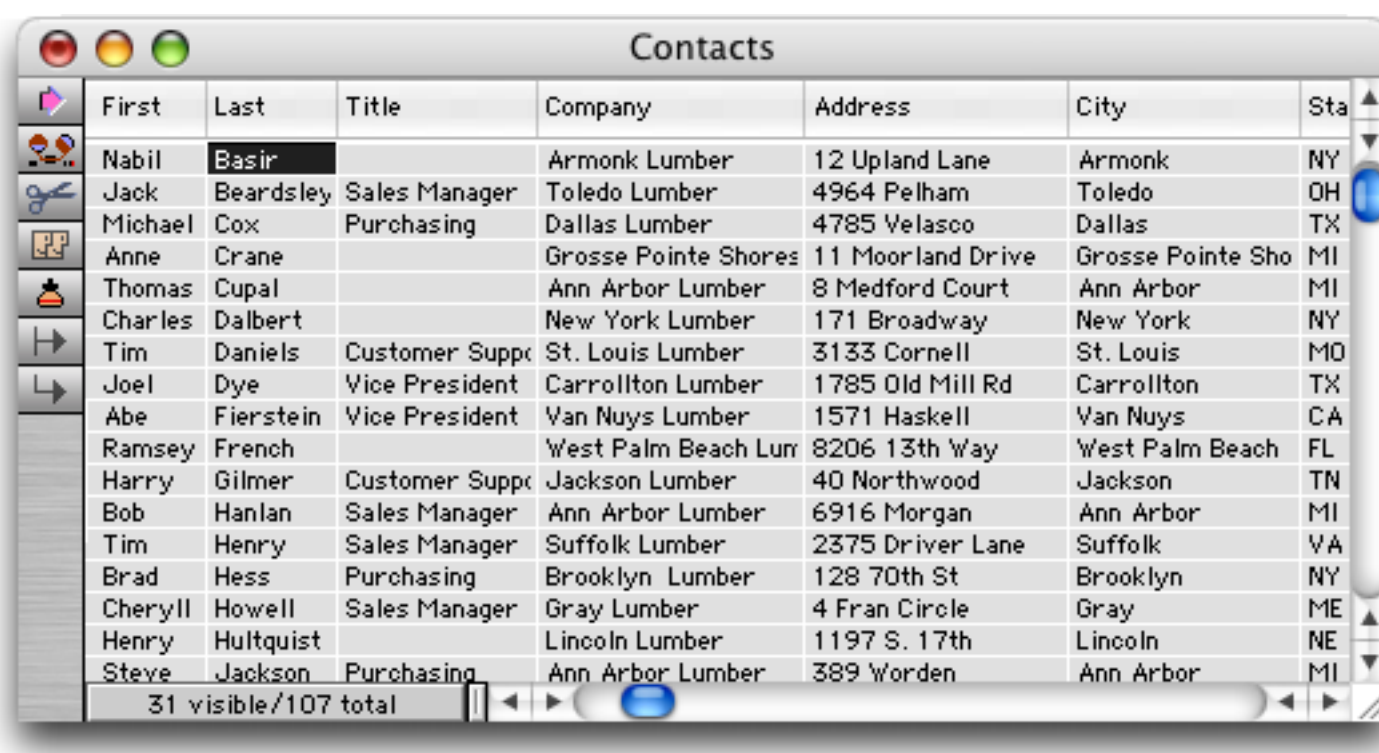 Contacts
First Last Title Company Address City Sta
Nabil Basir Armonk Lumber 12 Upland Lane Armonk NY
Jack Beardsley Sales Manager Toledo Lumber 4964 Pelham Toledo OH
Michael Cox Purchasing Dallas Lumber 4785 Velasco Dallas TX
Anne Crane Grosse Pointe Shores 11 Moorland Drive Grosse Pointe Sho MI
Thomas Cupal Ann Arbor Lumber 8 Medford Court Ann Arbor MI
Charles Dalbert New York Lumber 171 Broadway New York NY
Tim Daniels Customer Suppo St. Louis Lumber 3133 Cornell St. Louis MO
Joel Dye Vice President Carrollton Lumber 1785 Old Mill Rd Carrollton TX
Abe Fierstein Vice President Van Nuys Lumber 1571 Haskell Van Nuys CA
Ramsey French West Palm Beach Lum 8206 13th Way West Palm Beach FL
Harry Gilmer Customer Suppo Jackson Lumber 40 Northwood Jackson TN
Bob Hanlan Sales Manager Ann Arbor Lumber 6916 Morgan Ann Arbor MI
Tim Henry Sales Manager Suffolk Lumber 2375 Driver Lane Suffolk VA
Brad Hess Purchasing Brooklyn Lumber 128 70th St Brooklyn NY
Cheryll Howell Sales Manager Gray Lumber 4 Fran Circle Gray ME
Henry Hultquist Lincoln Lumber 1197 S. 17th Lincoln NE
Steve Jackson Purchasing Ann Arbor Lumber 389 Worden Ann Arbor MI
31 visible/107 total